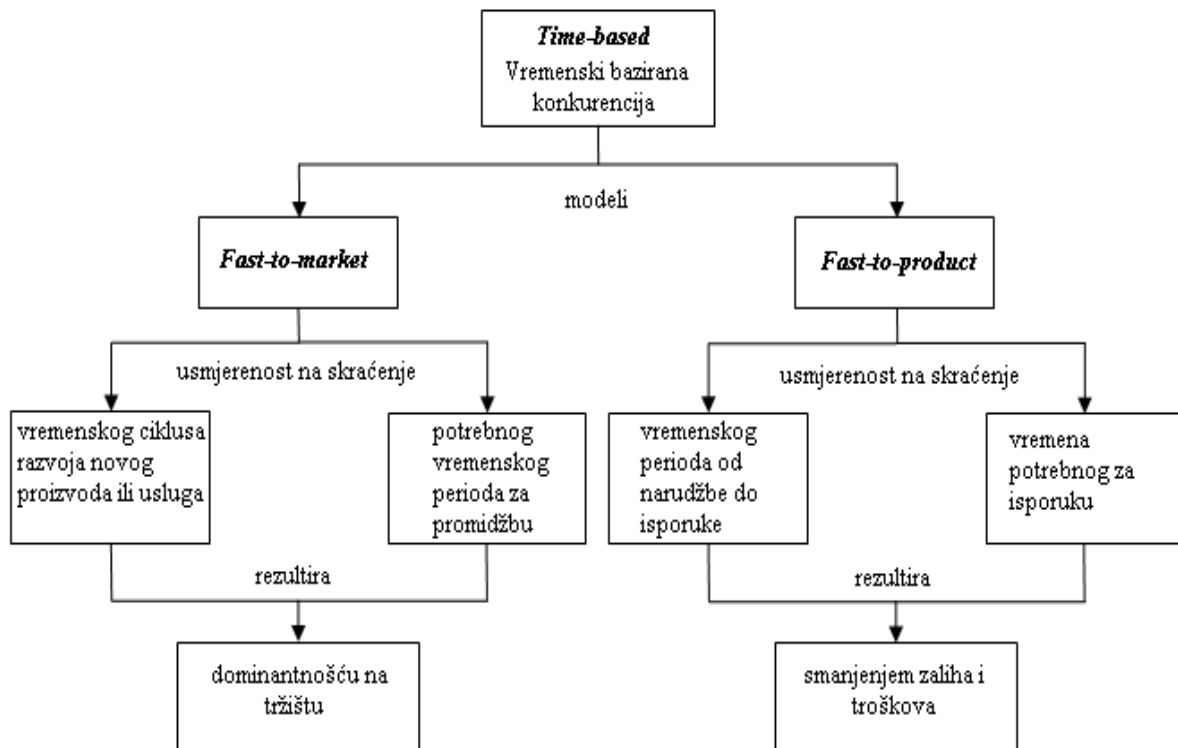 Time-based
Vremenski bazirana
konkurencija
modeli
Fast-to-market
Fast-to-product
usmjerenost na skraćenje
usmjerenost na skraćenje
vremenskog ciklusa
razvoja novog
proizvoda ili usluga
potrebnog
vremenskog
perioda za
promidžbu
vremenskog
perioda od
narudžbe do
isporuke
vremena
potrebnog za
isporuku
rezultira
rezultira
dominantnošću na
tržištu
smanjenjem zaliha i
troškova